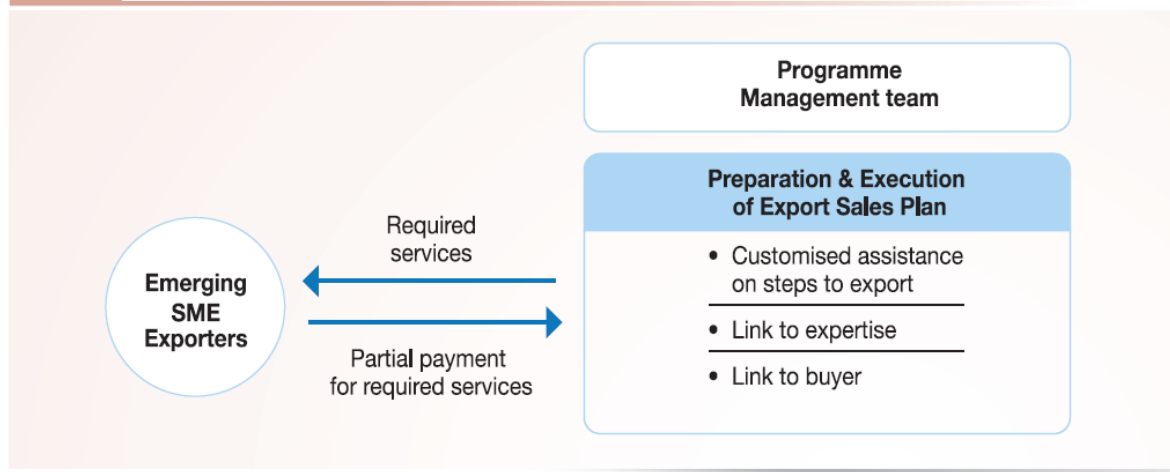 Programme
Management team
Preparation & Execution
of Export Sales Plan
Required
services
• Customised assistance
on steps to export
Emerging
SME
Exporters
• Link to expertise
Partial payment
for required services
• Link to buyer